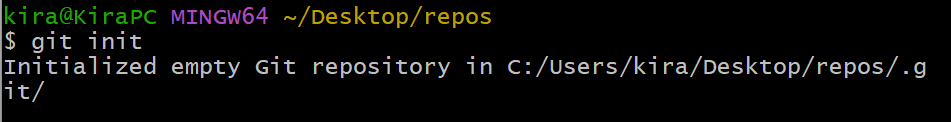 kira@KiraPC MINGW64 ~/Desktop/repos
$ git init
Initialized empty Git repository in C:/Users/kira/Desktop/repos/.g
it/